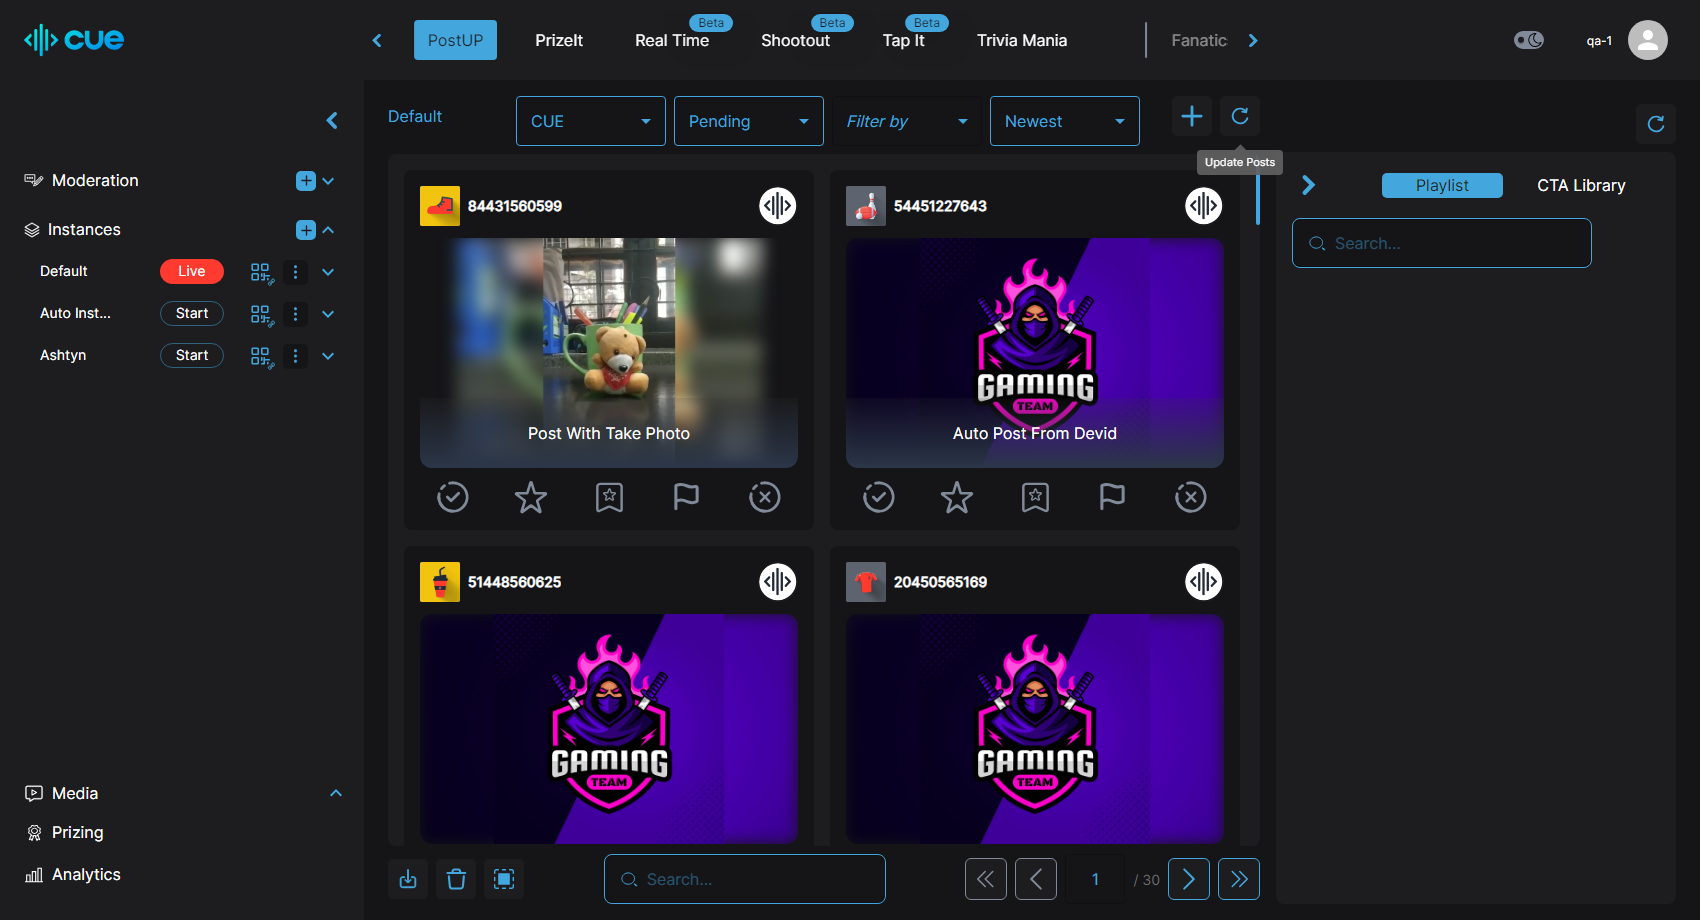 cue
PostUP
PrizeIt
Real Time
Beta
Shootout
Beta
Tap It
Beta
Trivia Mania
Fanatic
qa-1
Moderation
Instances
Default
Live
Auto Inst...
Start
Ashtyn
Start
Media
Prizing
Analytics
Default
CUE
Pending
Filter by
Newest
Update Posts
84431560599
Post With Take Photo
54451227643
GAMING
TEAM
Auto Post From Devid
51448560625
GAMING
TEAM
20450565169
GAMING
TEAM
Search...
1
/ 30
Playlist
CTA Library
Search...